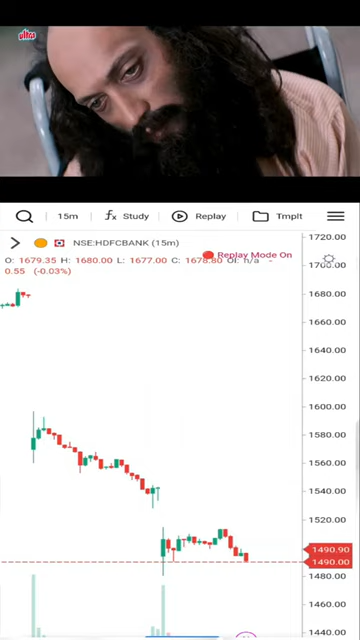 ultra
15m
fx Study
Replay
Tmplt
NSE:HDFCBANK (15m)
Replay Mode On
O: 1679.35 H: 1680.00 L: 1677.00 C: 1678.80 OI: n/a
0.55 (-0.03%)
1720.00
1700.00
1680.00
1660.00
1640.00
1620.00
1600.00
1580.00
1560.00
1540.00
1520.00
1490.90
1490.00
1480.00
1460.00
1440.00